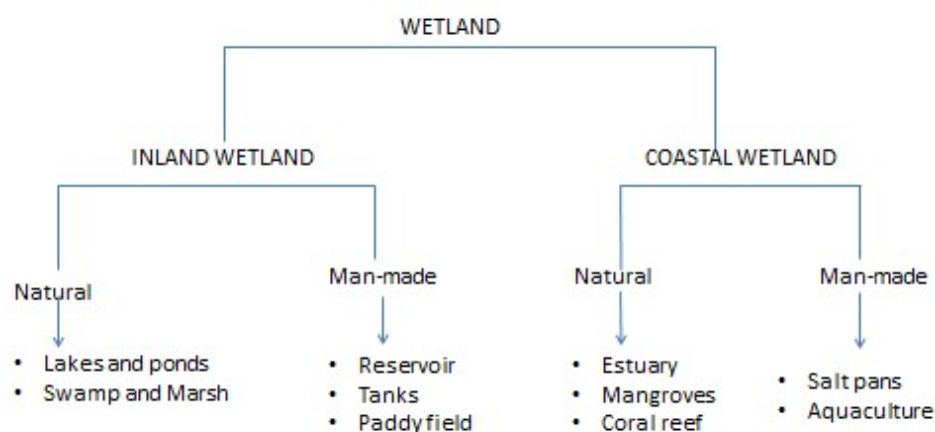 WETLAND
INLAND WETLAND
COASTAL WETLAND
Natural
• Lakes and ponds
• Swamp and Marsh
Man-made
• Reservoir
• Tanks
• Paddy field
Natural
• Estuary
• Mangroves
• Coral reef
Man-made
• Salt pans
• Aquaculture